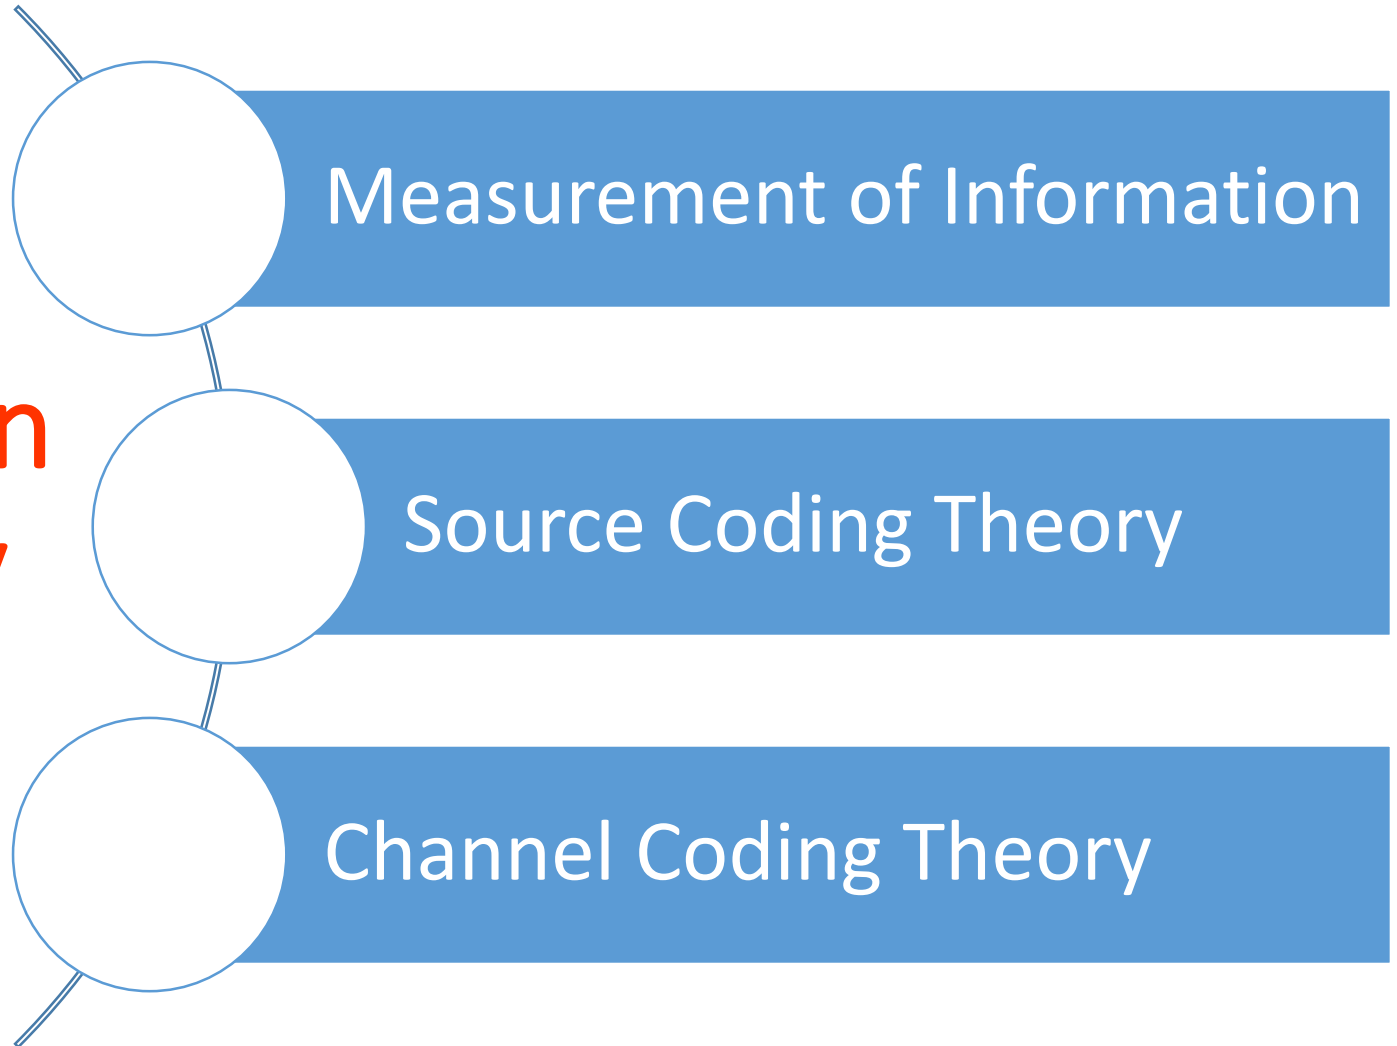 Measurement of Information
n
Source Coding Theory
Channel Coding Theory